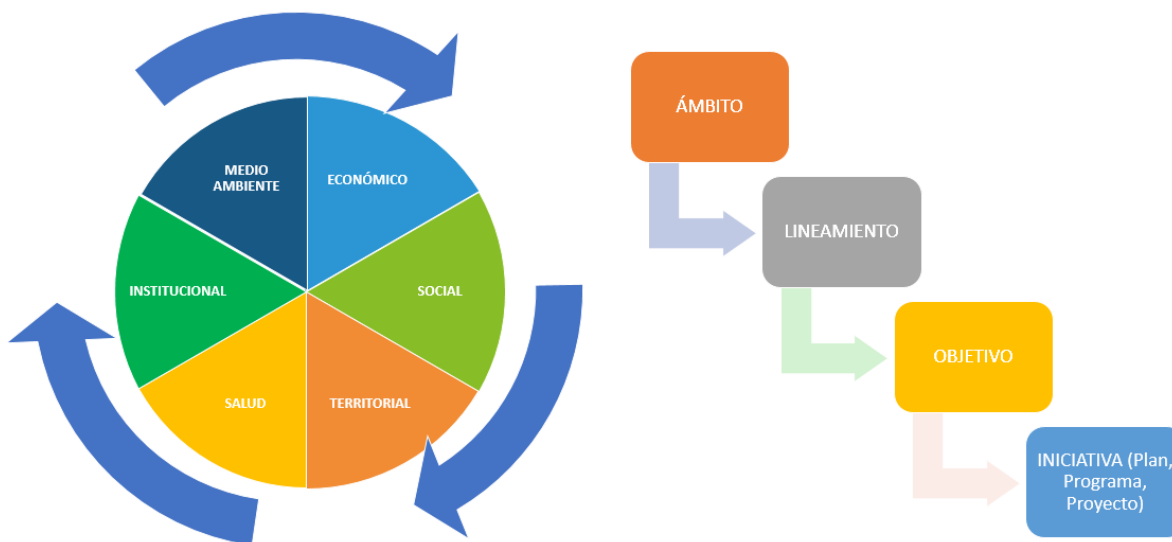 MEDIO
AMBIENTE
ECONÓMICO
INSTITUCIONAL
SOCIAL
SALUD
TERRITORIAL
ÁMBITO
LINEAMIENTO
OBJETIVO
INICIATIVA (Plan,
Programa,
Proyecto)